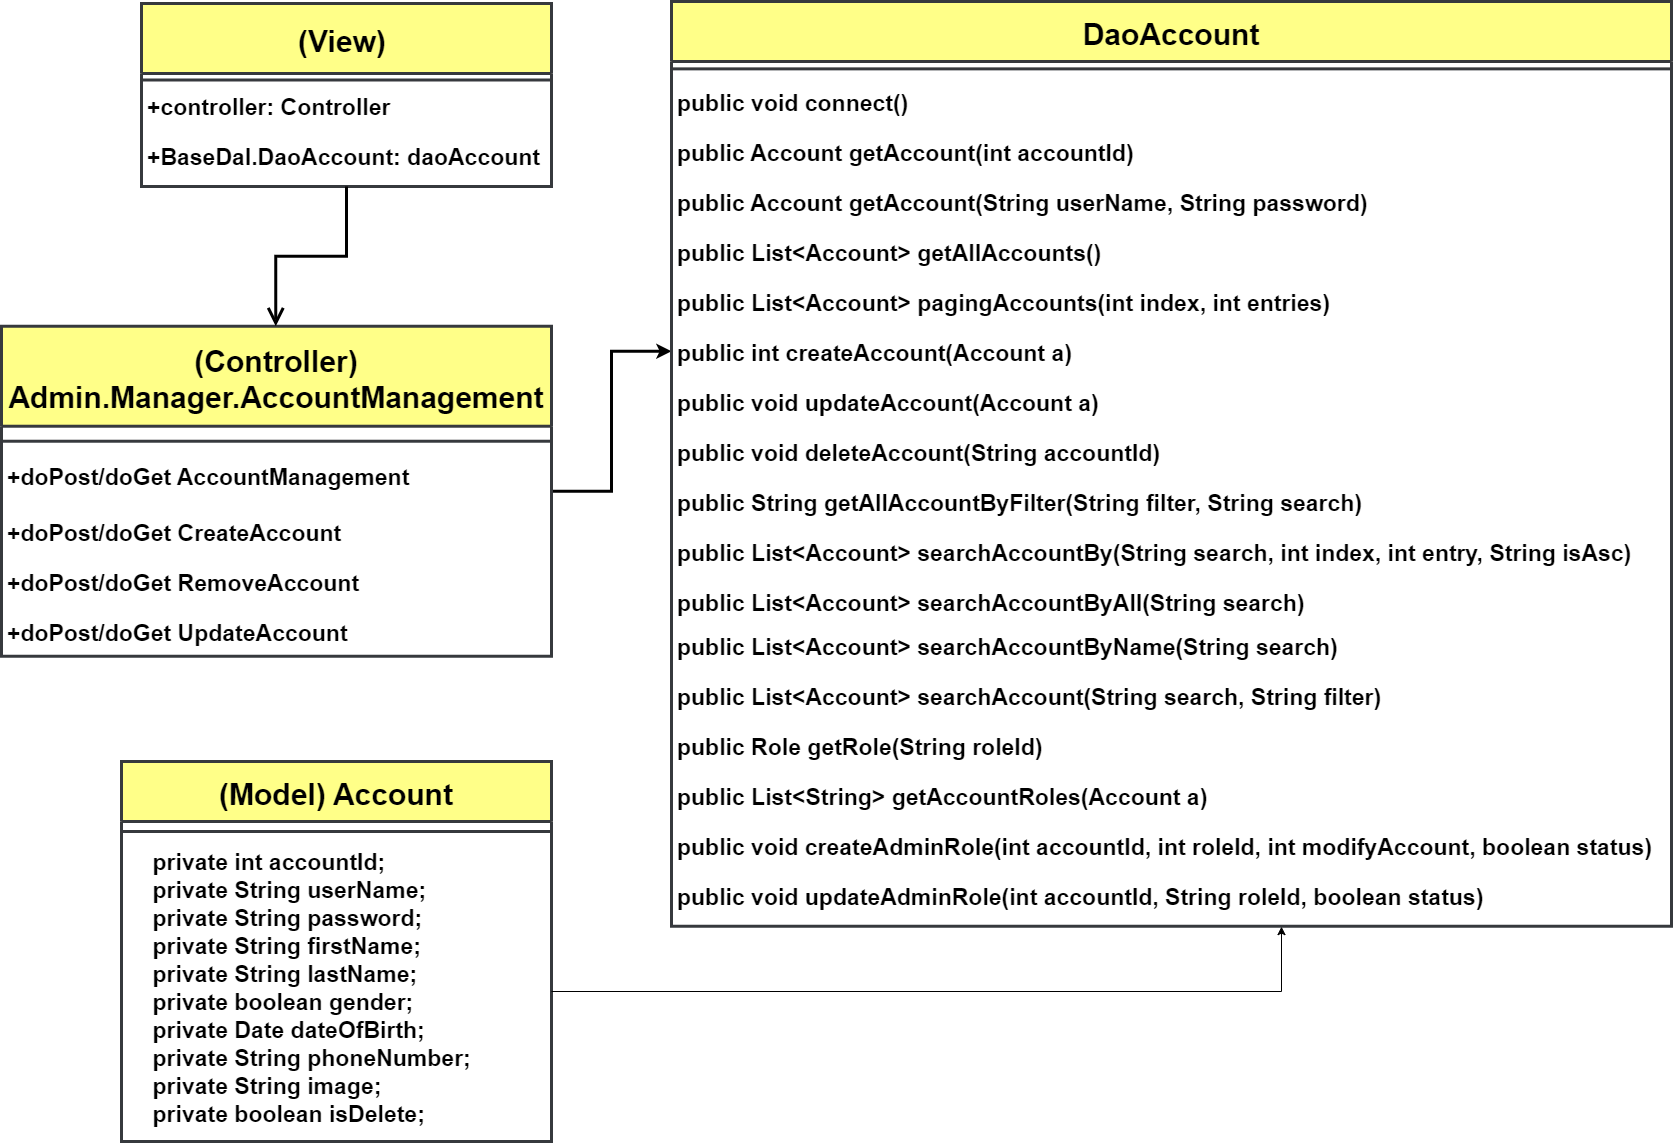 (View)
+controller: Controller
+BaseDal.DaoAccount: daoAccount
(Controller)
Admin.Manager.AccountManagement
+doPost/doGet AccountManagement
+doPost/doGet CreateAccount
+doPost/doGet RemoveAccount
+doPost/doGet UpdateAccount
(Model) Account
private int accountId;
private String userName;
private String password;
private String firstName;
private String lastName;
private boolean gender;
private Date dateOfBirth;
private String phoneNumber;
private String image;
private boolean isDelete;
DaoAccount
public void connect()
public Account getAccount(int accountId)
public Account getAccount(String userName, String password)
public List<Account> getAllAccounts()
public List<Account> pagingAccounts(int index, int entries)
public int createAccount(Account a)
public void updateAccount(Account a)
public void deleteAccount(String accountId)
public String getAllAccountByFilter(String filter, String search)
public List<Account> searchAccountBy(String search, int index, int entry, String isAsc)
public List<Account> searchAccountByAll(String search)
public List<Account> searchAccountByName(String search)
public List<Account> searchAccount(String search, String filter)
public Role getRole(String roleId)
public List<String> getAccountRoles(Account a)
public void createAdminRole(int accountId, int roleId, int modifyAccount, boolean status)
public void updateAdminRole(int accountId, String roleId, boolean status)